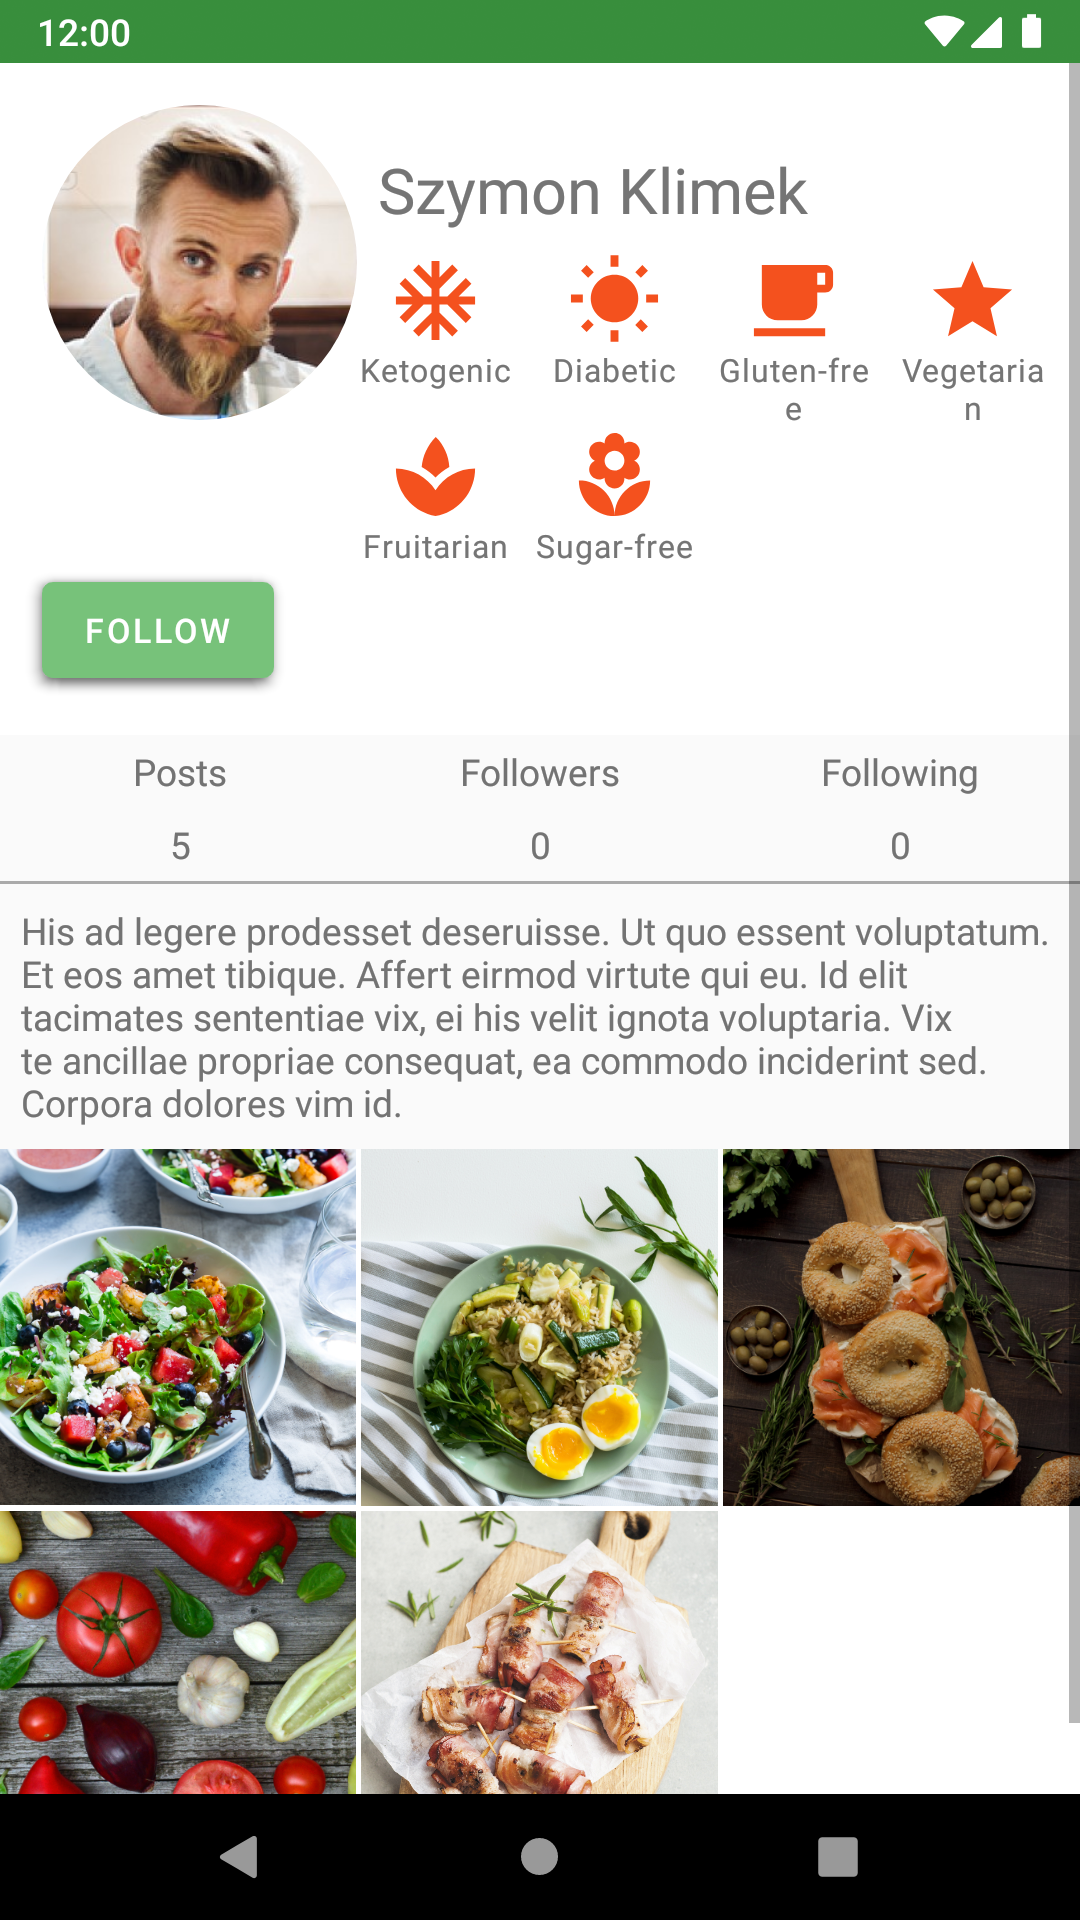 12:00
Szymon Klimek
Ketogenic
Diabetic
Gluten-fre
e
Vegetaria
n
Fruitarian
Sugar-free
FOLLOW
Posts
Followers
Following
5
0
0
His ad legere prodesset deseruisse. Ut quo essent voluptatum.
Et eos amet tibique. Affert eirmod virtute qui eu. Id elit
tacimates sententiae vix, ei his velit ignota voluptaria. Vix
te ancillae propriae consequat, ea commodo inciderint sed.
Corpora dolores vim id.